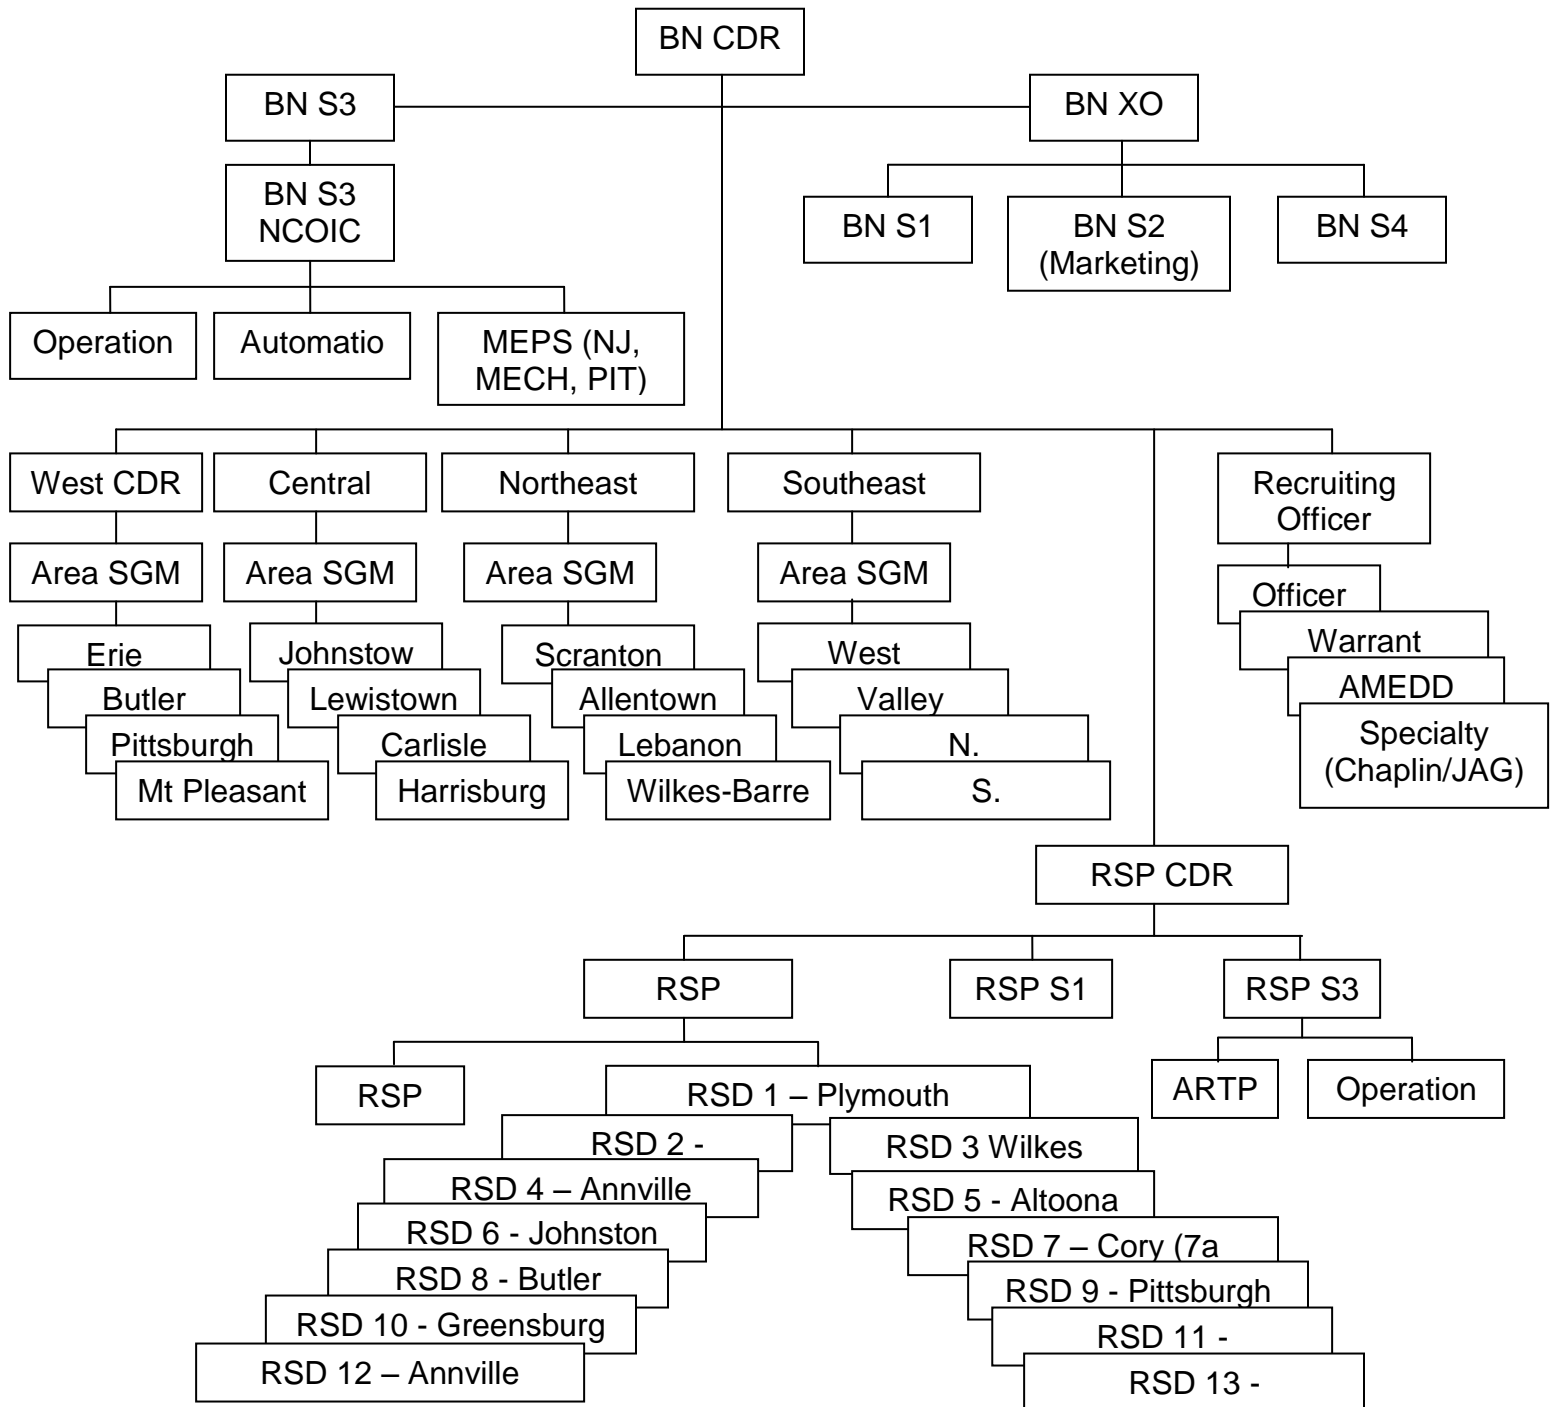 BN CDR
BN S3
BN XO
BN S3
NCOIC
BN S1
BN S2
(Marketing)
BN S4
Operation
Automatio
MEPS (NJ,
MECH, PIT)
West CDR
Central
Northeast
Southeast
Recruiting
Officer
Area SGM
Area SGM
Area SGM
Area SGM
Officer
Warrant
AMEDD
Specialty
(Chaplin/JAG)
Erie
Butler
Pittsburgh
Mt Pleasant
Johnstow
Lewistown
Carlisle
Harrisburg
Scranton
Allentown
Lebanon
Wilkes-Barre
West
Valley
N.
S.
RSP CDR
RSP
RSP S1
RSP S3
RSP
RSD 1 – Plymouth
ARTP
Operation
RSD 2 -
RSD 3 Wilkes
RSD 4 – Annville
RSD 5 - Altoona
RSD 6 - Johnston
RSD 7 – Cory (7a
RSD 8 - Butler
RSD 9 - Pittsburgh
RSD 10 - Greensburg
RSD 11 -
RSD 12 – Annville
RSD 13 -